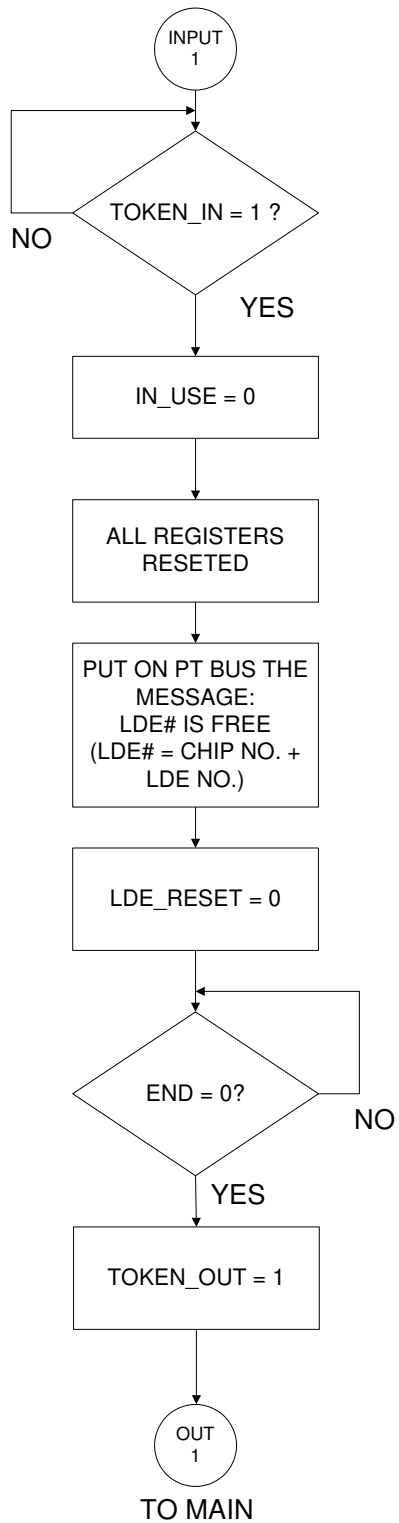 INPUT
1
TOKEN_IN = 1 ?
NO
YES
IN_USE = 0
ALL REGISTERS
RESETED
PUT ON PT BUS THE
MESSAGE:
LDE# IS FREE
(LDE# = CHIP NO. +
LDE NO.)
LDE_RESET = 0
END = 0?
NO
YES
TOKEN_OUT = 1
OUT
1
TO MAIN